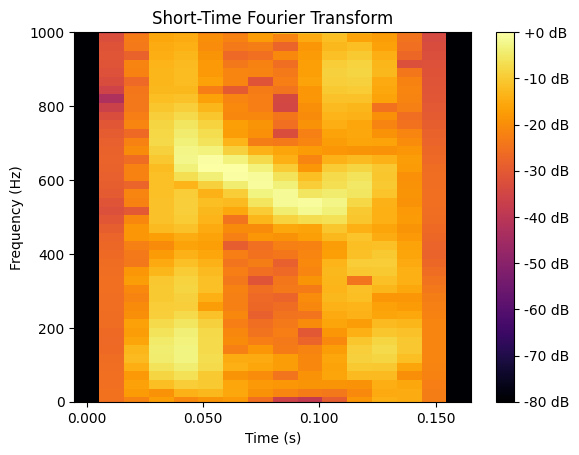 Short-Time Fourier Transform
1000
800
600
400
200
0
Frequency (Hz)
0.000 0.050 0.100 0.150
Time (s)
+0 dB
-10 dB
-20 dB
-30 dB
-40 dB
-50 dB
-60 dB
-70 dB
-80 dB